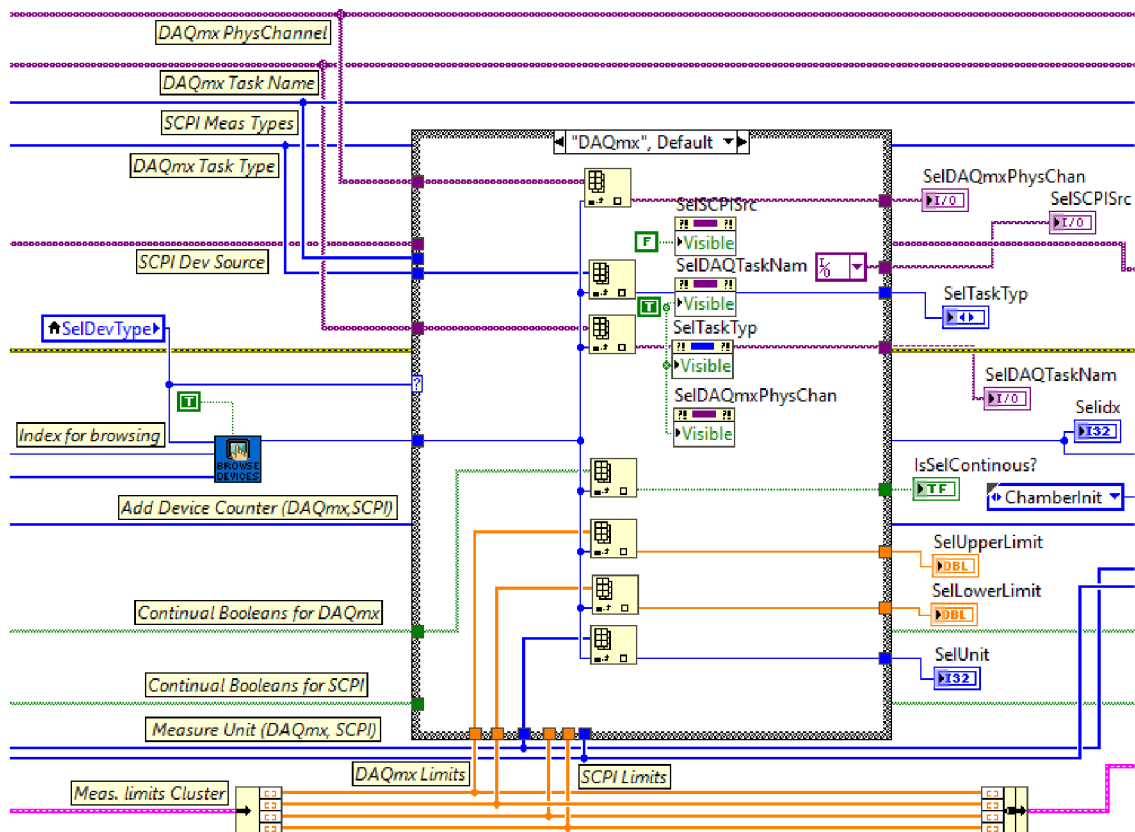 DAQmx PhysChannel
DAQmx Task Name
SCPI Meas Types
DAQmx Task Type
"DAQmx", Default
SelDAQmxPhysChan
I/O
SelSCPISrc
I/O
SelSCPISrc
?! ?!
Visible
F
SCPI Dev Source
SelDAQTaskNam
?! ?!
Visible
T
I/O
SelTaskTyp
SelDevType
SelTaskTyp
?! ?!
Visible
SelDAQTaskNam
I/O
?
T
SelDAQmxPhysChan
?! ?!
Visible
Selidx
I32
Index for browsing
BROWSE
DEVICES
IsSelContinous?
TF
ChamberInit
Add Device Counter (DAQmx,SCPI)
SelUpperLimit
DBL
SelLowerLimit
DBL
Continual Booleans for DAQmx
SelUnit
I32
Continual Booleans for SCPI
Measure Unit (DAQmx, SCPI)
DAQmx Limits
SCPI Limits
Meas. limits Cluster